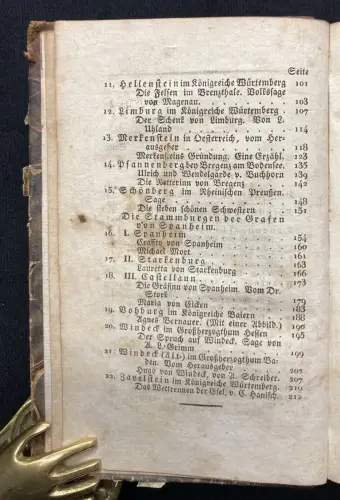 Seite
11. Hellenstein im Königreiche Würtemberg 101
Die Felsen im Brenzthale. Volkssage
von Magenau. . . . . . . . 103
12. Limburg im Königreiche Würtemberg . 107
Der Schenk von Limburg. Von L.
Uhland . . . . . . . . . 114
13. Merkenstein in Oesterreich, vom Her-
ausgeber . . . . . . . . 118
Merkensteins Gründung. Eine Erzähl. 123
14. Pfannenberg bey Bregenz am Bodensee. 135
Ulrich und Wendelgarde v. Buchhorn 139
Die Retterinn von Bregenz . . . 142
15. Schönberg im Rheinischen Preußen.
Sage . . . . . . . . . 148
Die sieben schönen Schwestern . . . 151
Die Stammburgen der Grafen
von Spanheim.
16. I. Spanheim . . . . . . . 154
Crafto von Spanheim . . . . 160
Michael Mort . . . . . . . 161
17. II. Starkenburg . . . . . . 163
Lauretta von Starkenburg . . . 166
18. III. Castellaun . . . . . . 173
Die Gräfinn von Spanheim. Vom Dr.
Stork . . . . . . . . . 175
Maria von Eicken . . . . . . 179
19. Vohburg im Königreiche Baiern . . 185
Agnes Bernauer. (Mit einer Abbild.) 188
20. Windeck im Großherzogthum Hessen . 195
Der Spruch auf Windeck. Sage von
A. L. Grimm . . . . . . . 199
21. Windeck (Alt-) im Großherzogthum Ba-
den. Vom Herausgeber . . . . 202
Hugo von Windeck, von A. Schreiber. 207
22. Zavelstein im Königreiche Würtemberg. 210
Das Wettrennen der Esel, v. C. Hanisch 212